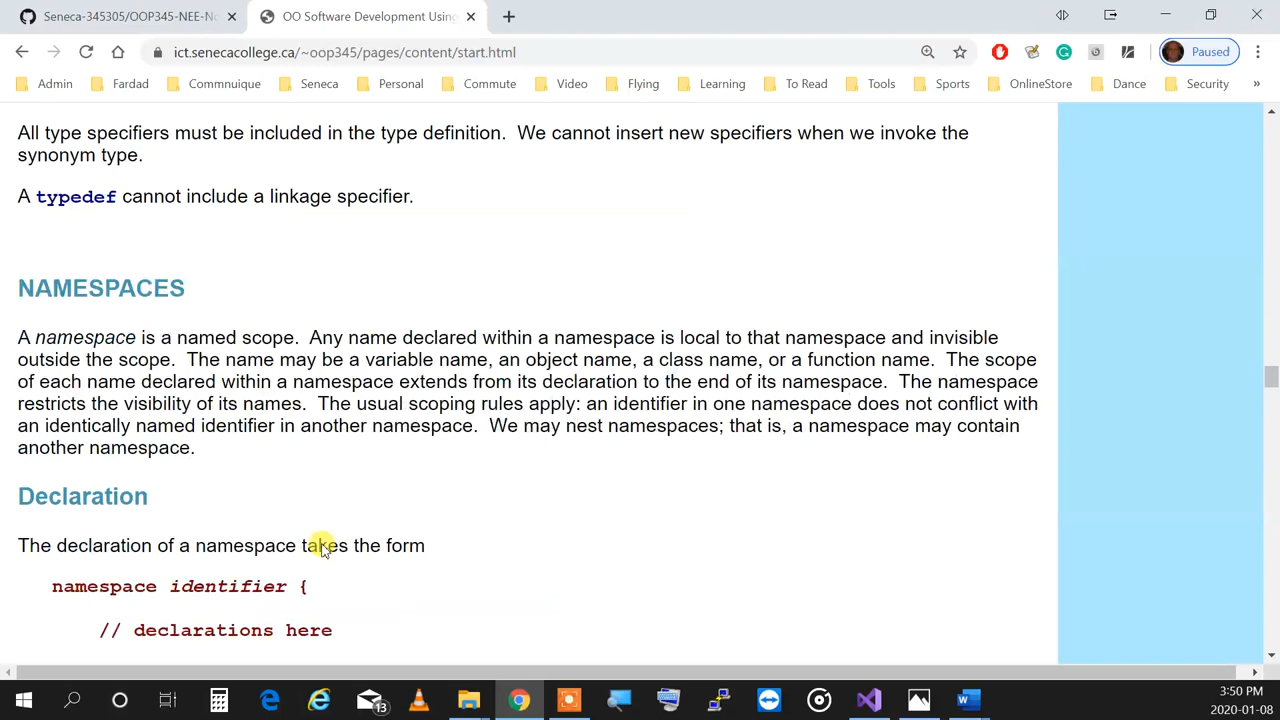 Seneca-345305/OOP345-NEE-No
OO Software Development Using
ict.senecacollege.ca/~oop345/pages/content/start.html
Paused
Admin
Fardad
Commnuique
Seneca
Personal
Commute
Video
Flying
Learning
To Read
Tools
Sports
OnlineStore
Dance
Security
»
All type specifiers must be included in the type definition.  We cannot insert new specifiers when we invoke the
synonym type.
A typedef cannot include a linkage specifier.
NAMESPACES
A namespace is a named scope.  Any name declared within a namespace is local to that namespace and invisible
outside the scope.  The name may be a variable name, an object name, a class name, or a function name.  The scope
of each name declared within a namespace extends from its declaration to the end of its namespace.  The namespace
restricts the visibility of its names.  The usual scoping rules apply: an identifier in one namespace does not conflict with
an identically named identifier in another namespace.  We may nest namespaces; that is, a namespace may contain
another namespace.
Declaration
The declaration of a namespace takes the form
namespace identifier {
// declarations here
13
3:50 PM
2020-01-08